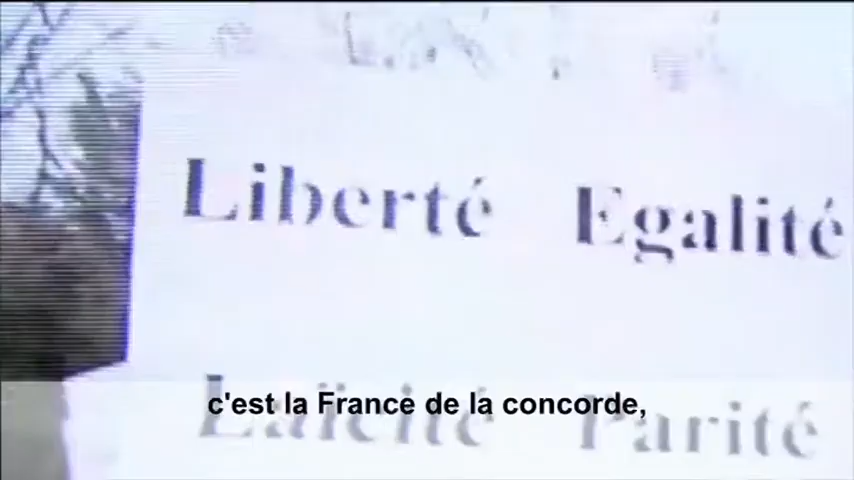 Liberté Egalité
Laïcité Parité
c'est la France de la concorde,